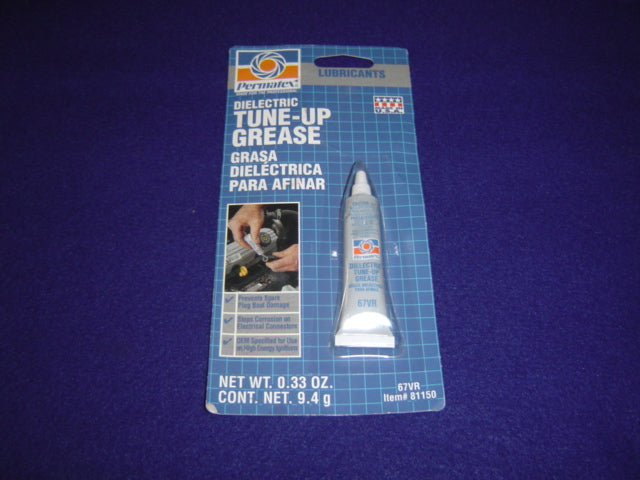 Permatex®
LUBRICANTS
DIELECTRIC
TUNE-UP
GREASE
GRASA
DIELÉCTRICA
PARA AFINAR
U.S.A.
Permatex
DIELECTRIC
TUNE-UP
GREASE
67VR
Prevents Spark
Plug Boot Damage
Stops Corrosion on
Electrical Connectors
OEM Specified for Use
on High Energy Ignitions
NET WT. 0.33 OZ.
CONT. NET. 9.4 g
67VR
Item# 81150